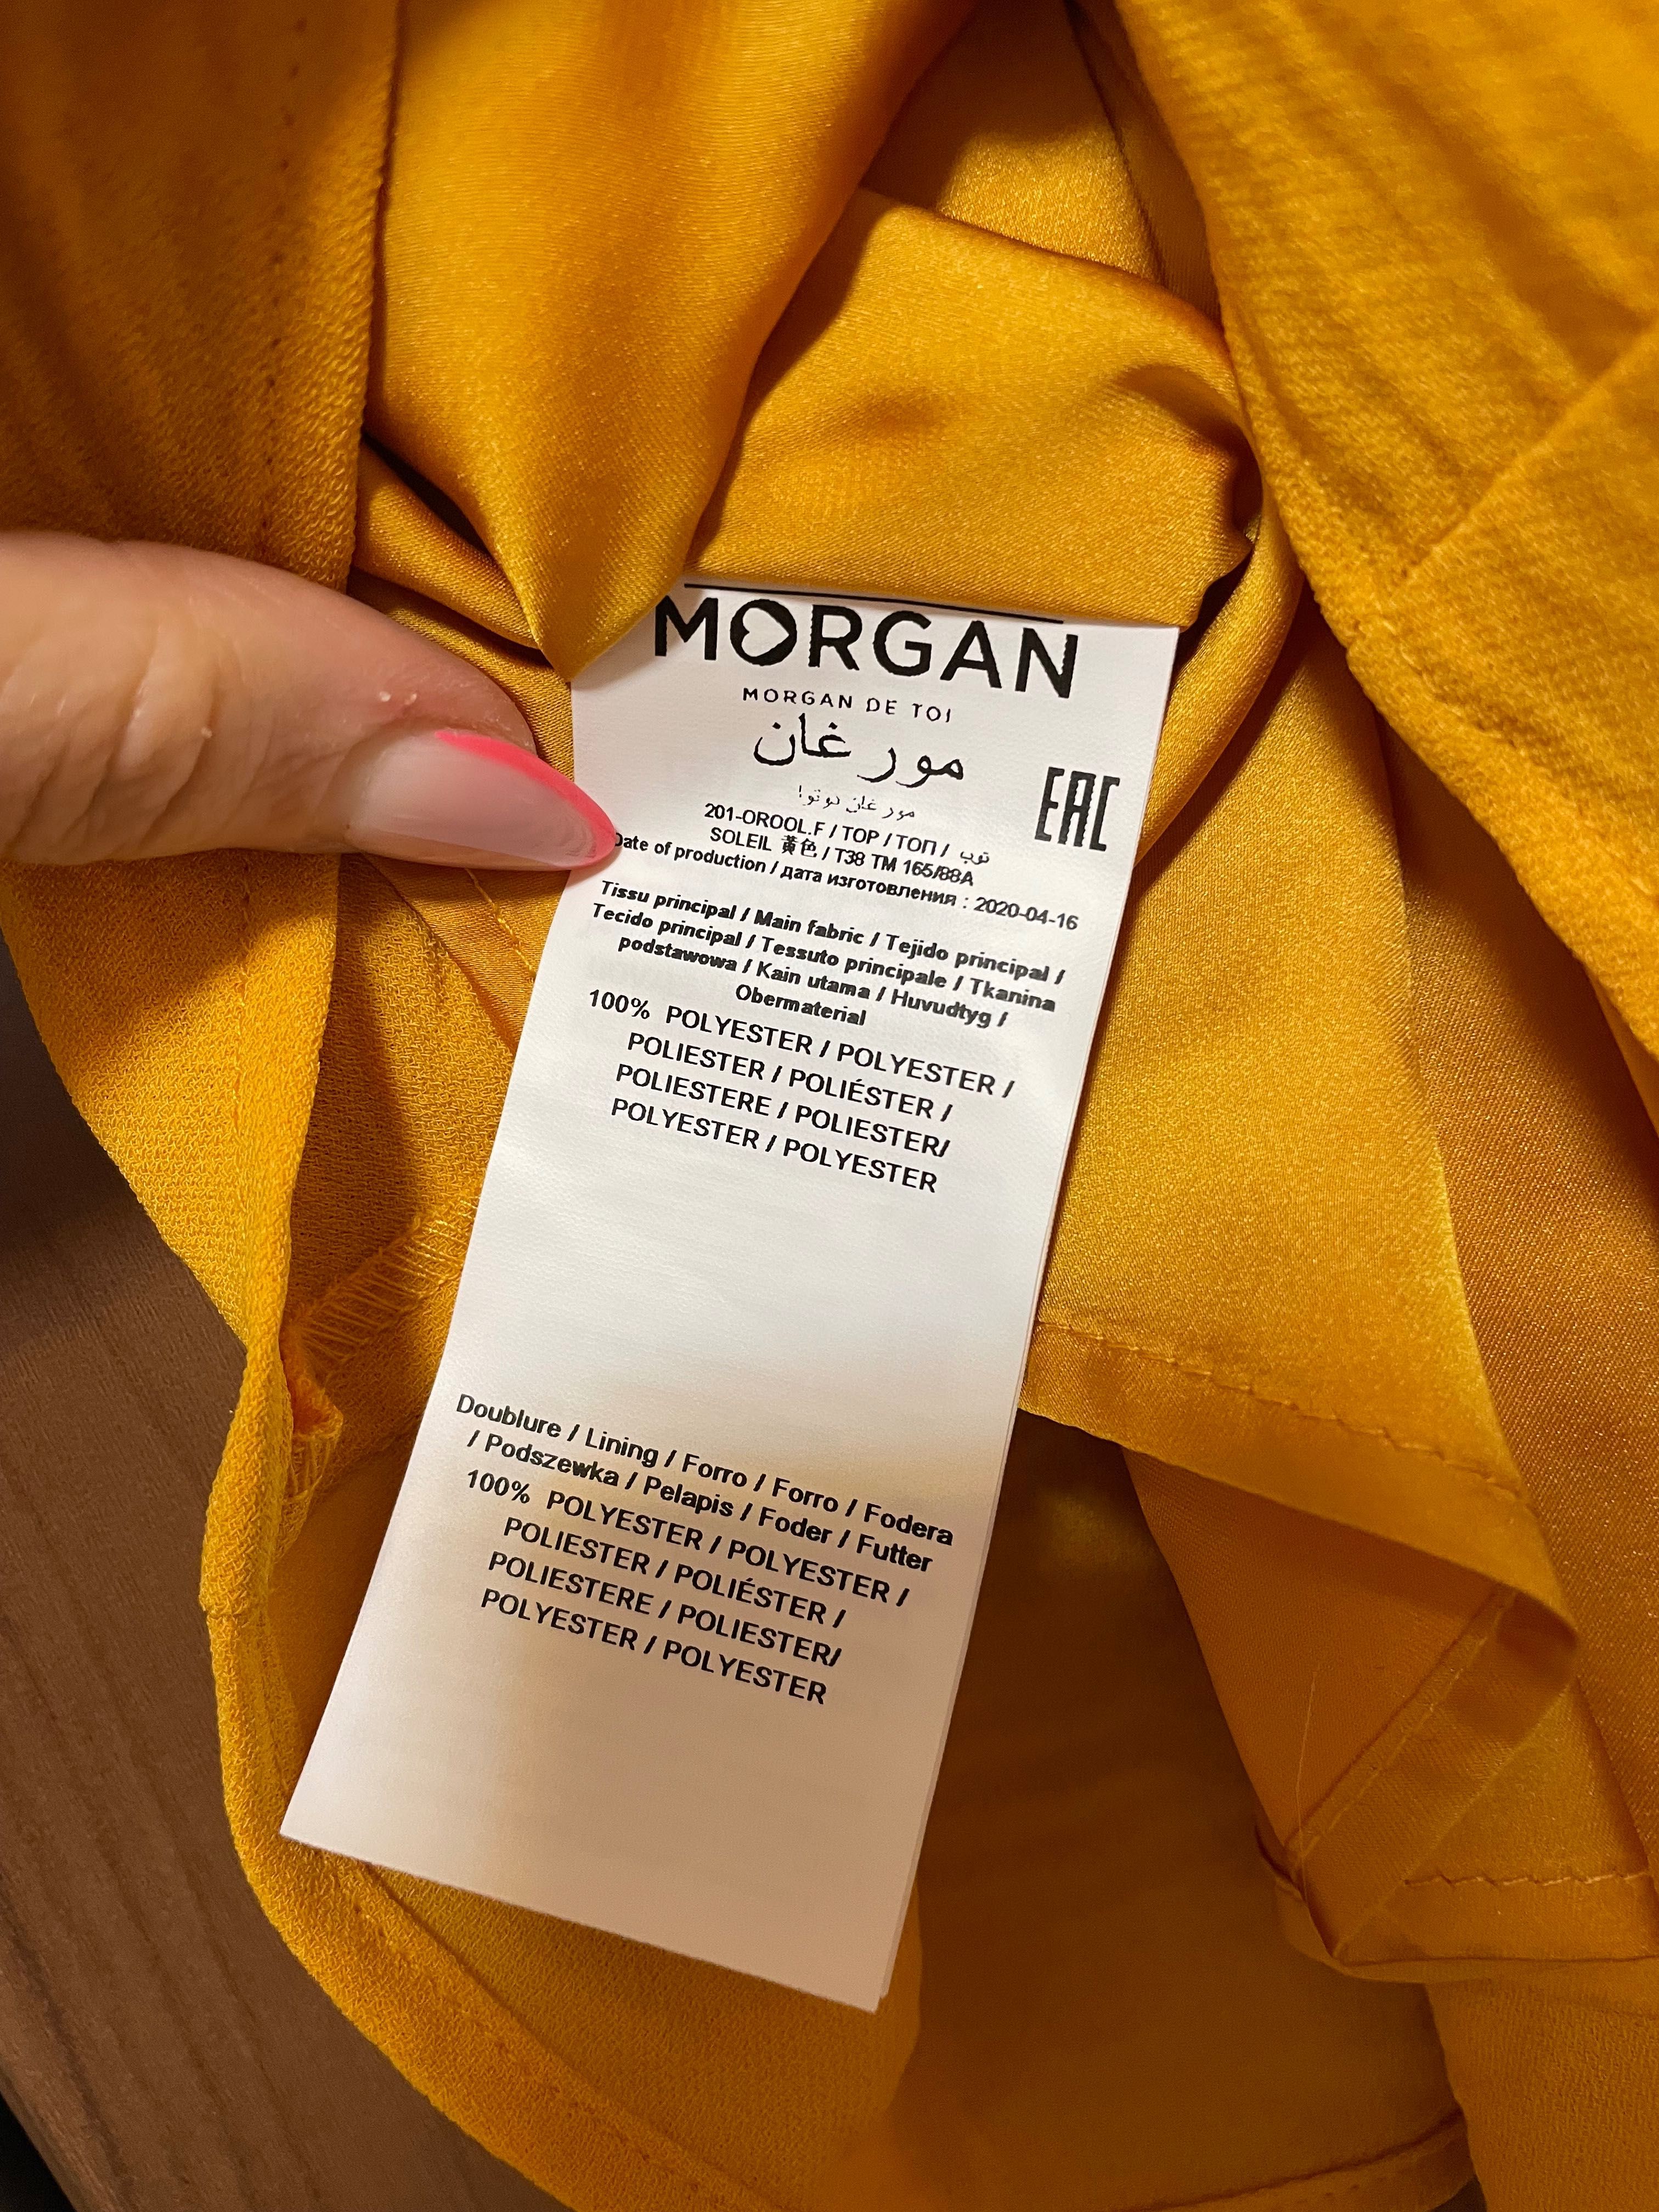 MORGAN
MORGAN DE TOI
مورغان
مورغان دو توا
EAC
201-OROOL.F / TOP / ТОП / توب
SOLEIL 黃色 / T38 TM 165/88A
Date of production / дата изготовления : 2020-04-16
Tissu principal / Main fabric / Tejido principal /
Tecido principal / Tessuto principale / Tkanina
podstawowa / Kain utama / Huvudtyg /
Obermaterial
100% POLYESTER / POLYESTER /
POLIESTER / POLIÉSTER /
POLIESTERE / POLIESTER/
POLYESTER / POLYESTER
Doublure / Lining / Forro / Forro / Fodera
/ Podszewka / Pelapis / Foder / Futter
100% POLYESTER / POLYESTER /
POLIESTER / POLIÉSTER /
POLIESTERE / POLIESTER/
POLYESTER / POLYESTER